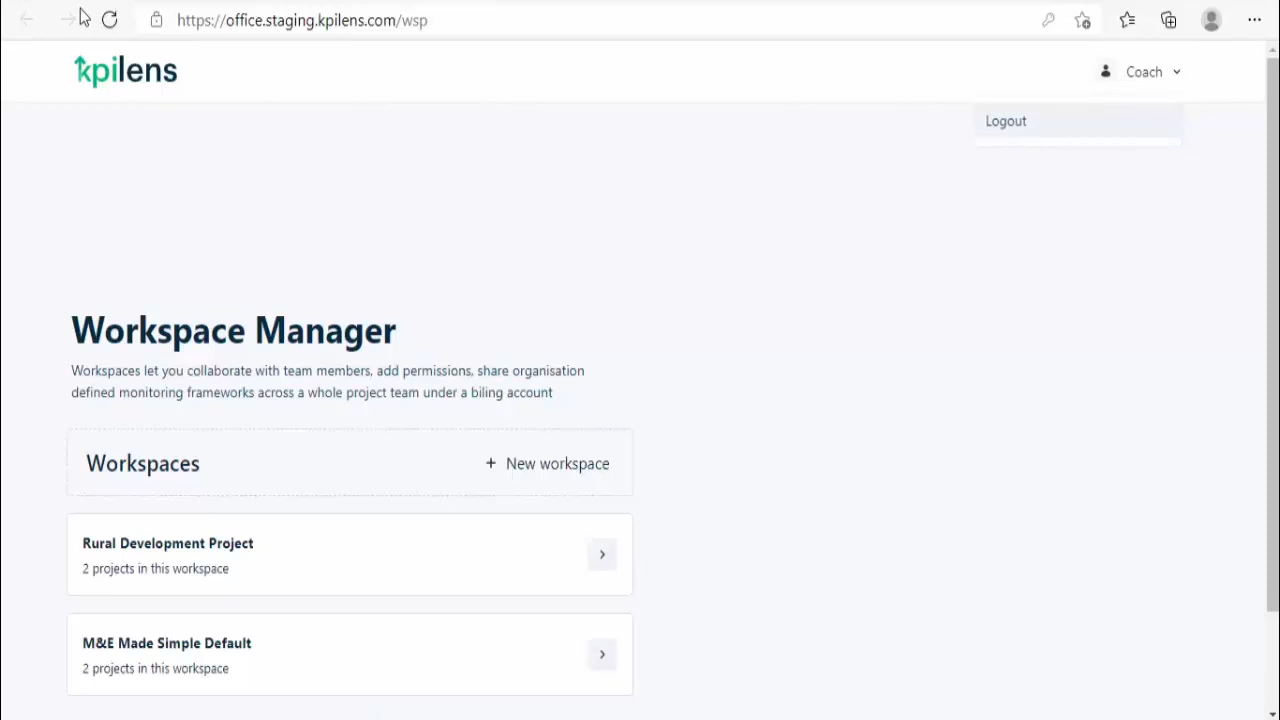 https://office.staging.kpilens.com/wsp
kpilens
Coach
Logout
Workspace Manager
Workspaces let you collaborate with team members, add permissions, share organisation
defined monitoring frameworks across a whole project team under a biling account
Workspaces
+ New workspace
Rural Development Project
2 projects in this workspace
M&E Made Simple Default
2 projects in this workspace